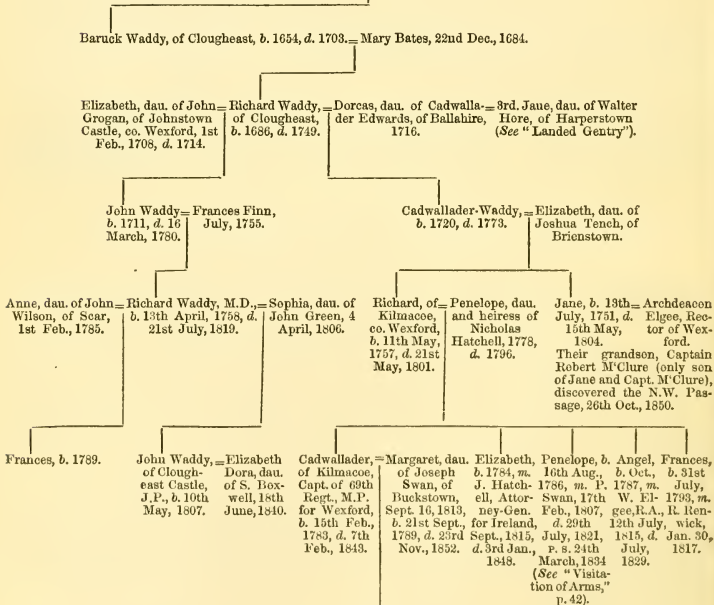 Baruck Waddy, of Clougheast, b. 1654, d. 1703.=Mary Bates, 22nd Dec., 1684.
Elizabeth, dau. of John
Grogan, of Johnstown
Castle, co. Wexford, 1st
Feb., 1708, d. 1714.
=Richard Waddy,
of Clougheast,
b. 1686, d. 1749.
=Dorcas, dau. of Cadwalla-
der Edwards, of Ballahire,
1716.
=3rd. Jane, dau. of Walter
Hore, of Harperstown
(See "Landed Gentry").
John Waddy
b. 1711, d. 16
March, 1780.
=Frances Finn,
July, 1755.
Cadwallader-Waddy,
b. 1720, d. 1773.
=Elizabeth, dau. of
Joshua Tench, of
Brienstown.
Anne, dau. of John
Wilson, of Scar,
1st Feb., 1785.
=Richard Waddy, M.D.,
b. 13th April, 1758, d.
21st July, 1819.
=Sophia, dau. of
John Green, 4
April, 1806.
Richard, of
Kilmacoe,
co. Wexford,
b. 11th May,
1757, d. 21st
May, 1801.
=Penelope, dau.
and heiress of
Nicholas
Hatchell, 1778,
d. 1796.
Jane, b. 13th
July, 1751, d.
15th May,
1804.
=Archdeacon
Elgee, Rec-
tor of Wex-
ford.
Their grandson, Captain
Robert M'Clure (only son
of Jane and Capt. M'Clure),
discovered the N.W. Pas-
sage, 26th Oct., 1850.
Frances, b. 1789.
John Waddy,
of Clough-
east Castle,
J.P., b. 10th
May, 1807.
=Elizabeth
Dora, dau.
of S. Box-
well, 18th
June, 1840.
Cadwallader,
of Kilmacoe,
Capt. of 69th
Regt., M.P.
for Wexford,
b. 15th Feb.,
1783, d. 7th
Feb., 1843.
=Margaret, dau.
of Joseph
Swan, of
Buckstown,
Sept. 16, 1813,
b. 21st Sept.,
1789, d. 23rd
Nov., 1852.
Elizabeth,
b. 1784, m.
J. Hatch-
ell, Attor-
ney-Gen.
for Ireland,
Sept., 1815,
d. 3rd Jan.,
1848.
Penelope, b.
16th Aug.,
1786, m. P.
Swan, 17th
Feb., 1807,
d. 29th
July, 1821,
P. S. 24th
March, 1834
(See "Visita-
tion of Arms,"
p. 42).
Angel,
b. Oct.,
1787, m.
W. El-
gee, R.A.,
12th July,
1815, d.
July,
1829.
Frances,
b. 31st
July,
1793, m.
R. Ren-
wick,
Jan. 30,
1817.